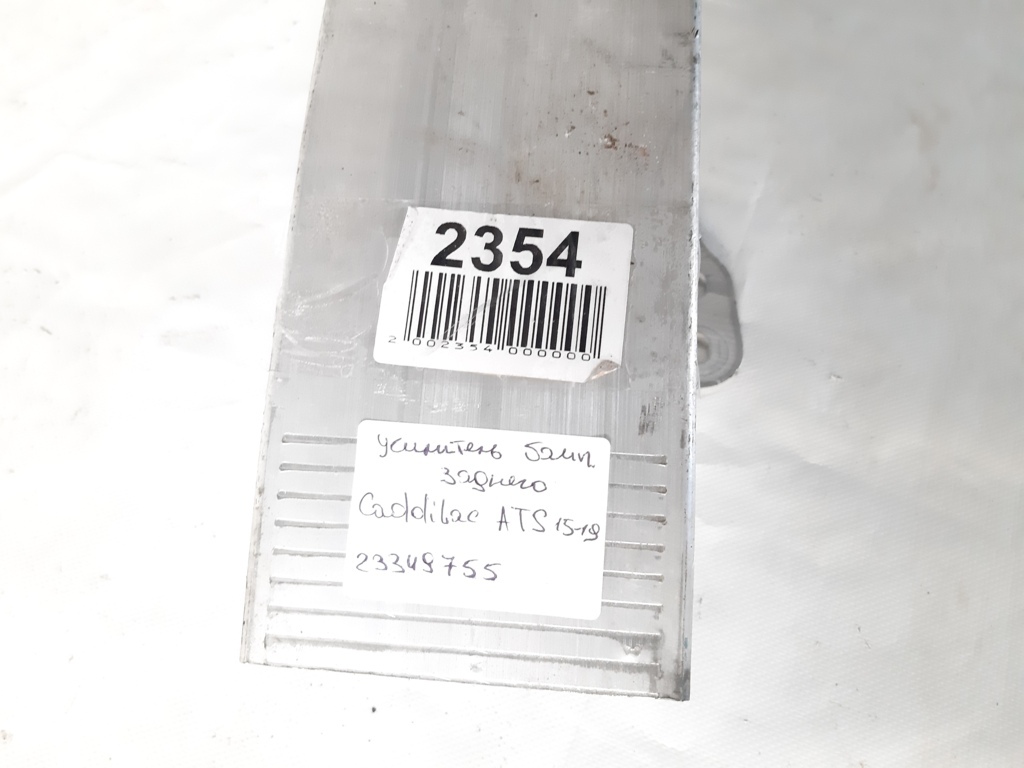 2354
2 002354 000000
Усилитель бамп.
заднего
Caddilac ATS 15-19
23349755